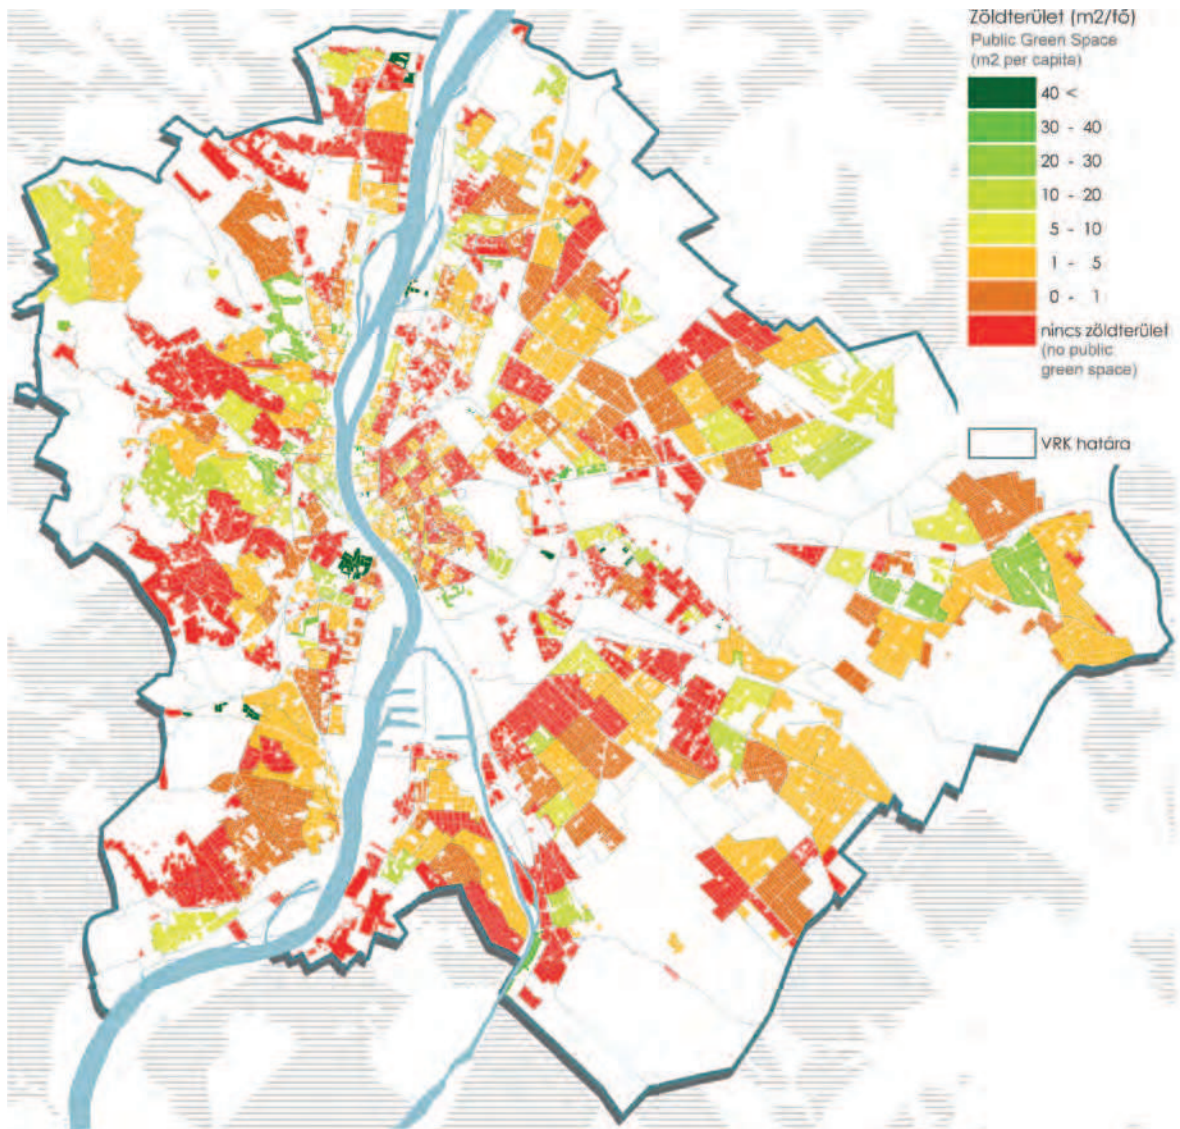 Zöldterület (m2/fő)
Public Green Space
(m2 per capita)
40 <
30 - 40
20 - 30
10 - 20
5 - 10
1 - 5
0 - 1
nincs zöldterület
(no public
green space)
VRK határa